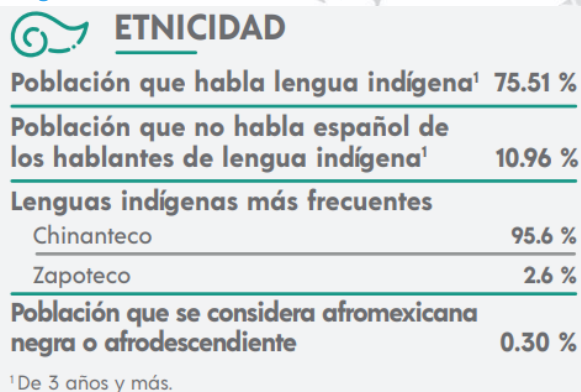 ETNICIDAD
Población que habla lengua indígena¹ 75.51 %
Población que no habla español de
los hablantes de lengua indígena¹ 10.96 %
Lenguas indígenas más frecuentes
Chinanteco 95.6 %
Zapoteco 2.6 %
Población que se considera afromexicana
negra o afrodescendiente 0.30 %
¹ De 3 años y más.